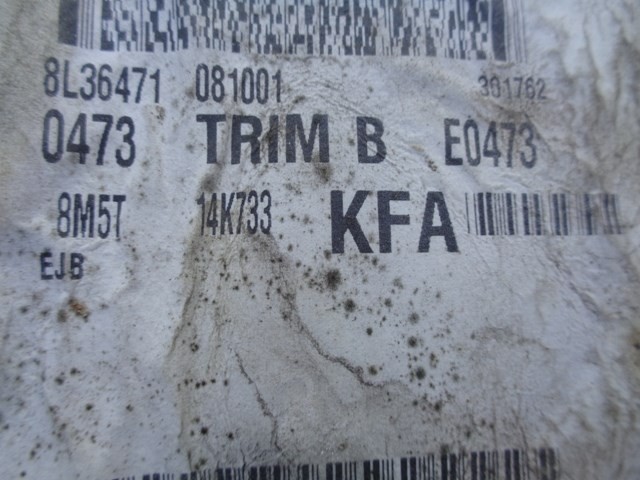 8L36471 081001 301762
0473 TRIM B E0473
8M5T 14K733 KFA
EJB